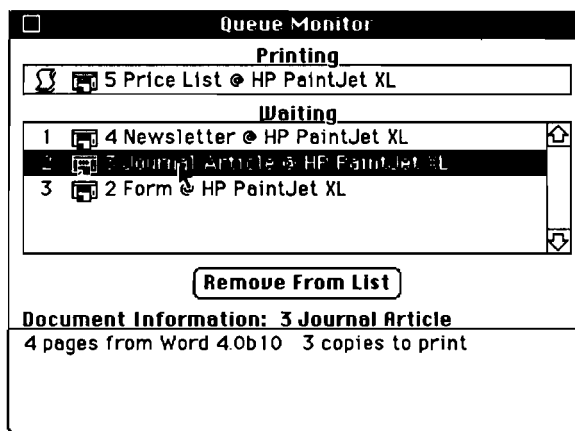 Queue Monitor
Printing
5 Price List @ HP PaintJet XL
Waiting
1 4 Newsletter @ HP PaintJet XL
2 3 Journal Article @ HP PaintJet XL
3 2 Form @ HP PaintJet XL
Remove From List
Document Information: 3 Journal Article
4 pages from Word 4.0b10 3 copies to print